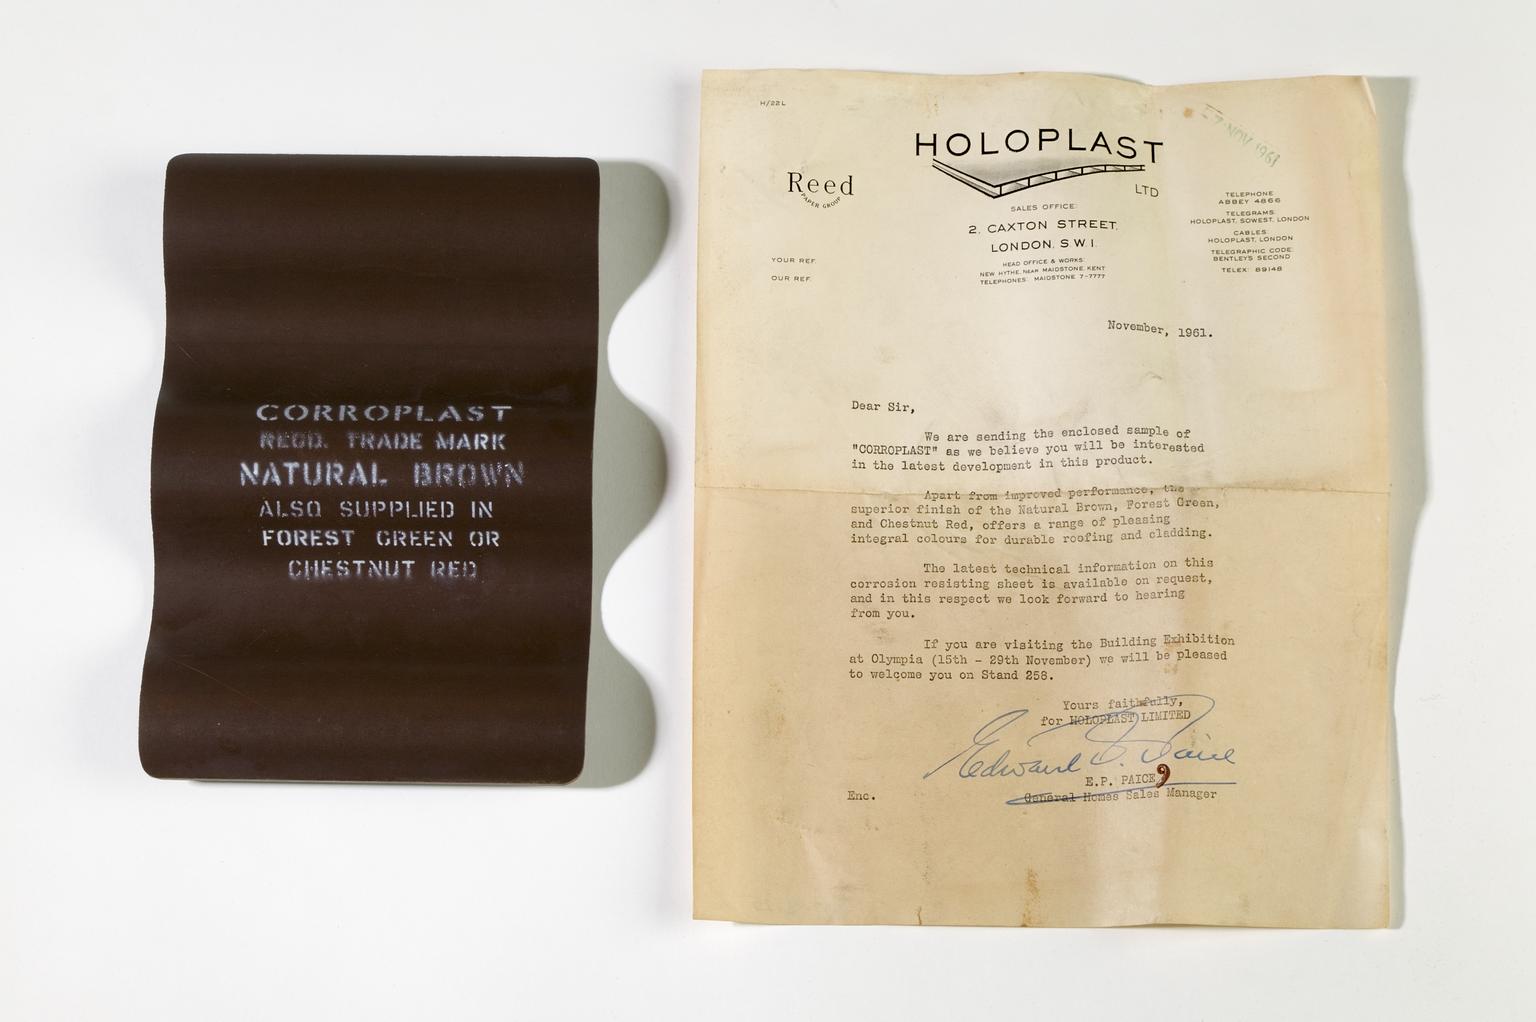 CORROPLAST
REGD. TRADE MARK
NATURAL BROWN
ALSO SUPPLIED IN
FOREST GREEN OR
CHESTNUT RED
H/22L
-7 NOV 1961
HOLOPLAST
LTD
Reed
PAPER GROUP
SALES OFFICE:
2, CAXTON STREET,
LONDON, S.W.1.
HEAD OFFICE & WORKS:
NEW HYTHE, NEAR MAIDSTONE, KENT
TELEPHONES: MAIDSTONE 7-7777
TELEPHONE
ABBEY 4866
TELEGRAMS:
HOLOPLAST, SOWEST, LONDON
CABLES:
HOLOPLAST, LONDON
TELEGRAPHIC CODE:
BENTLEY'S SECOND
TELEX: 89148
YOUR REF.
OUR REF.
November, 1961.
Dear Sir,
We are sending the enclosed sample of
"CORROPLAST" as we believe you will be interested
in the latest development in this product.
Apart from improved performance, the
superior finish of the Natural Brown, Forest Green,
and Chestnut Red, offers a range of pleasing
integral colours for durable roofing and cladding.
The latest technical information on this
corrosion resisting sheet is available on request,
and in this respect we look forward to hearing
from you.
If you are visiting the Building Exhibition
at Olympia (15th - 29th November) we will be pleased
to welcome you on Stand 258.
Yours faithfully,
for HOLOPLAST LIMITED
Edward P. Paice
E.P. PAICE
General Homes Sales Manager
Enc.